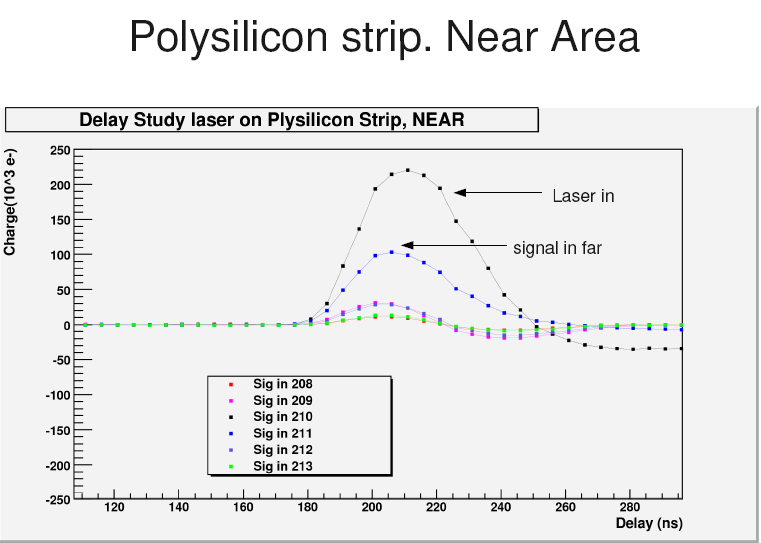 Polysilicon strip. Near Area
Delay Study laser on Plysilicon Strip, NEAR
Charge(10^3 e-)
250
200
150
100
50
0
-50
-100
-150
-200
-250
Laser in
signal in far
Sig in 208
Sig in 209
Sig in 210
Sig in 211
Sig in 212
Sig in 213
120 140 160 180 200 220 240 260 280
Delay (ns)